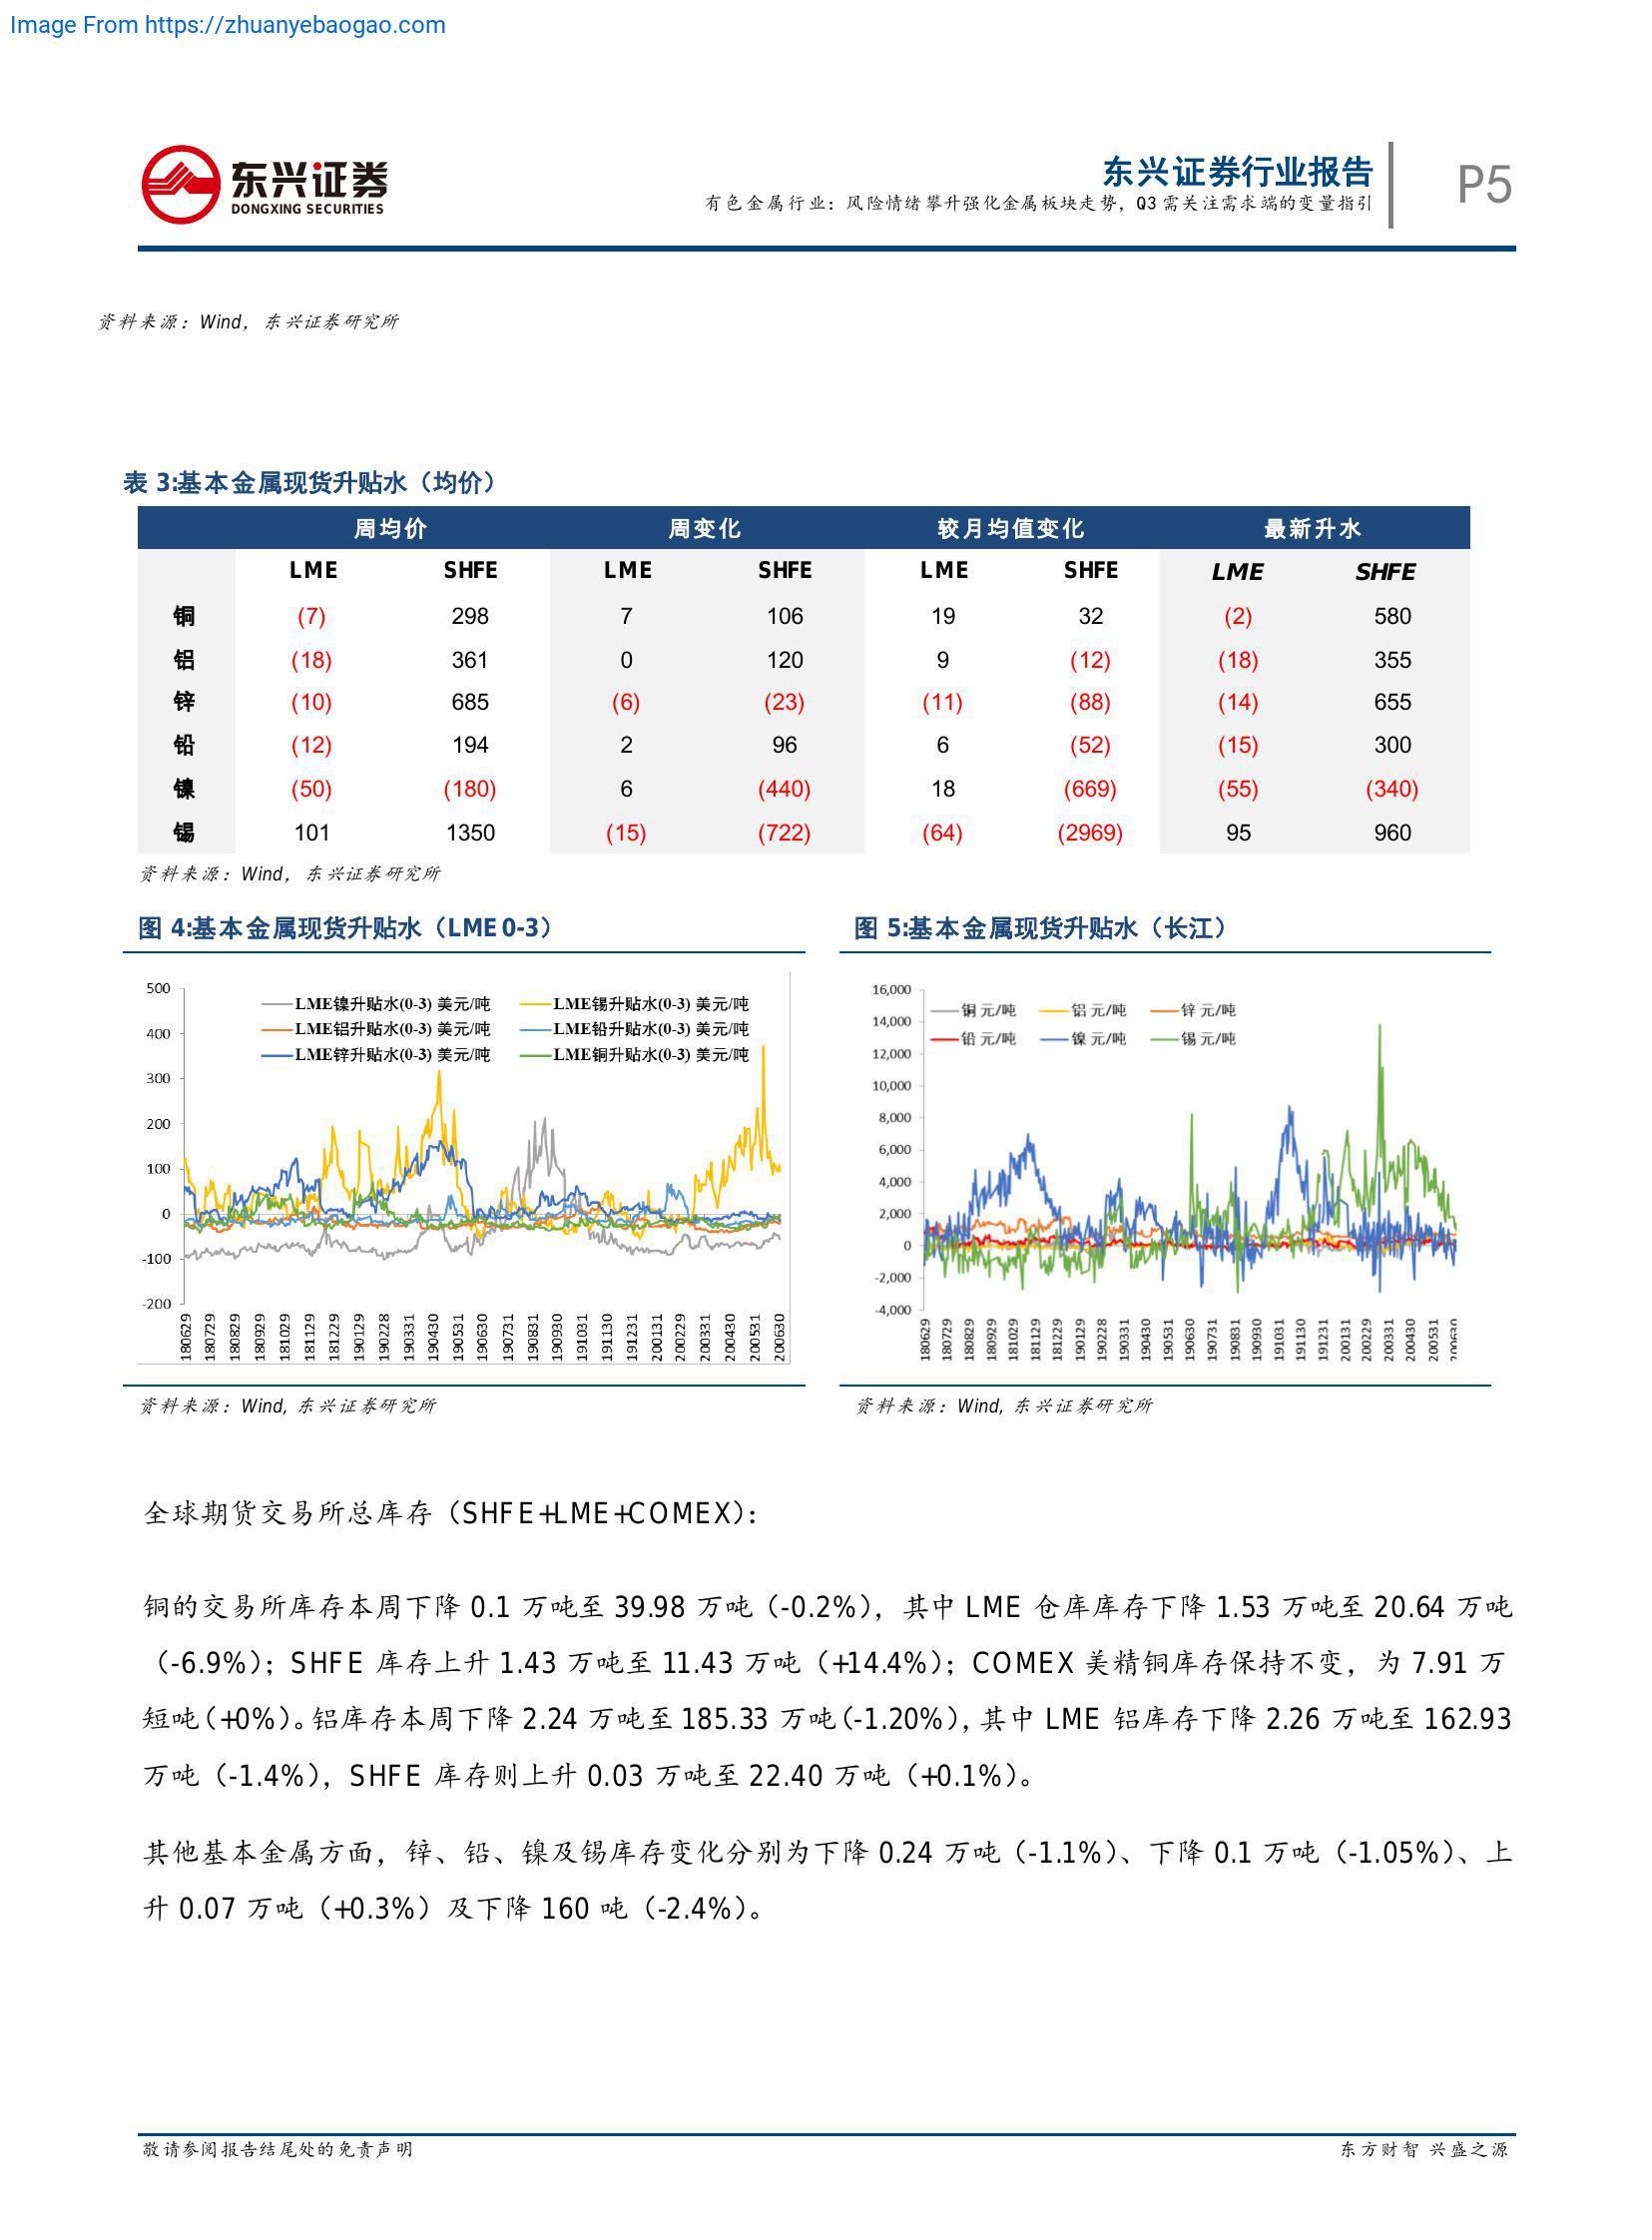 Image From https://zhuanyebaogao.com
东兴证券
DONGXING SECURITIES
东兴证券行业报告
有色金属行业：风险情绪攀升强化金属板块走势，Q3 需关注需求端的变量指引
P5
资料来源：Wind，东兴证券研究所
表 3:基本金属现货升贴水（均价）
周均价 周变化 较月均值变化 最新升水
LME SHFE LME SHFE LME SHFE LME SHFE
铜 (7) 298 7 106 19 32 (2) 580
铝 (18) 361 0 120 9 (12) (18) 355
锌 (10) 685 (6) (23) (11) (88) (14) 655
铅 (12) 194 2 96 6 (52) (15) 300
镍 (50) (180) 6 (440) 18 (669) (55) (340)
锡 101 1350 (15) (722) (64) (2969) 95 960
资料来源：Wind，东兴证券研究所
图 4:基本金属现货升贴水（LME 0-3）
500
400
300
200
100
0
-100
-200
LME镍升贴水(0-3) 美元/吨 LME锡升贴水(0-3) 美元/吨
LME铝升贴水(0-3) 美元/吨 LME铅升贴水(0-3) 美元/吨
LME锌升贴水(0-3) 美元/吨 LME铜升贴水(0-3) 美元/吨
180629 180729 180829 180929 181029 181129 181229 190129 190228 190331 190430 190531 190630 190731 190831 190930 191031 191130 191231 200131 200229 200331 200430 200531 200630
资料来源：Wind, 东兴证券研究所
图 5:基本金属现货升贴水（长江）
16,000
14,000
12,000
10,000
8,000
6,000
4,000
2,000
0
-2,000
-4,000
铜 元/吨 铝 元/吨 锌 元/吨
铅 元/吨 镍 元/吨 锡 元/吨
180629 180729 180829 180929 181029 181129 181229 190129 190228 190331 190430 190531 190630 190731 190831 190930 191031 191130 191231 200131 200229 200331 200430 200531 200630
资料来源：Wind, 东兴证券研究所
全球期货交易所总库存（SHFE+LME+COMEX）：
铜的交易所库存本周下降 0.1 万吨至 39.98 万吨（-0.2%），其中 LME 仓库库存下降 1.53 万吨至 20.64 万吨
（-6.9%）；SHFE 库存上升 1.43 万吨至 11.43 万吨（+14.4%）；COMEX 美精铜库存保持不变，为 7.91 万
短吨（+0%）。铝库存本周下降 2.24 万吨至 185.33 万吨(-1.20%)，其中 LME 铝库存下降 2.26 万吨至 162.93
万吨（-1.4%），SHFE 库存则上升 0.03 万吨至 22.40 万吨（+0.1%）。
其他基本金属方面，锌、铅、镍及锡库存变化分别为下降 0.24 万吨（-1.1%）、下降 0.1 万吨（-1.05%）、上
升 0.07 万吨（+0.3%）及下降 160 吨（-2.4%）。
敬请参阅报告结尾处的免责声明
东方财智 兴盛之源